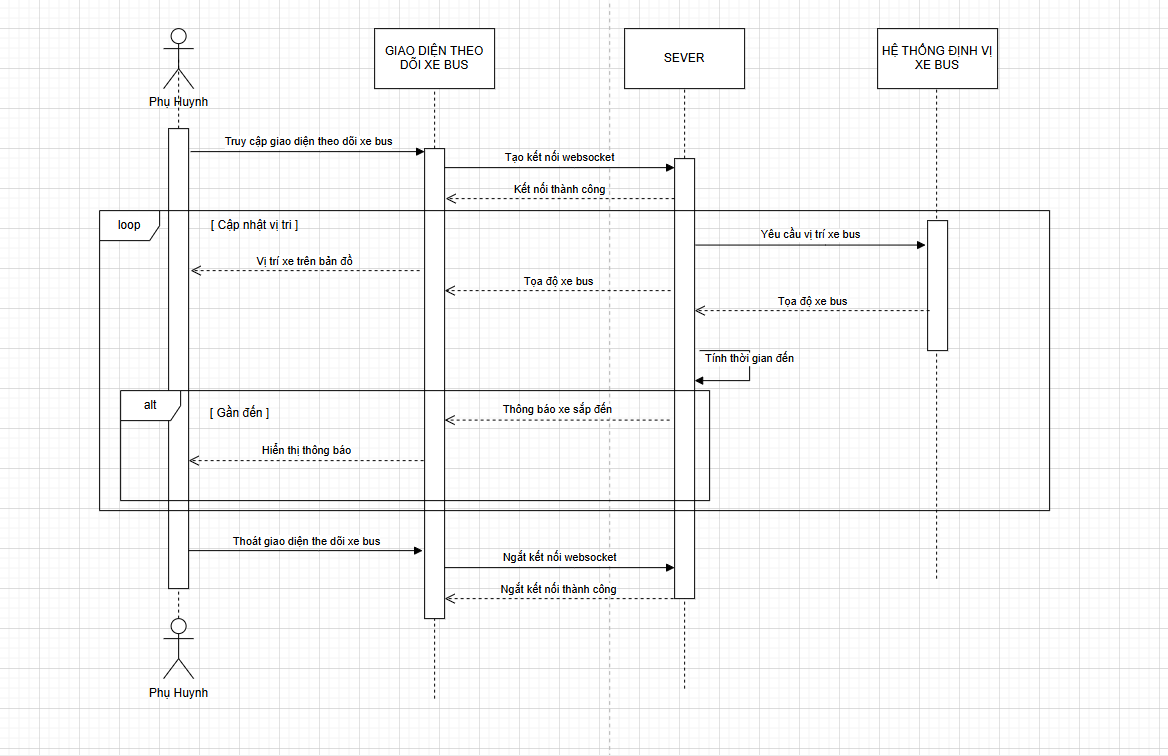 GIAO DIỆN THEO
DÕI XE BUS
SEVER
HỆ THỐNG ĐỊNH VỊ
XE BUS
Phụ Huynh
Truy cập giao diện theo dõi xe bus
Tạo kết nối websocket
Kết nối thành công
loop
[ Cập nhật vị trí ]
Yêu cầu vị trí xe bus
Vị trí xe trên bản đồ
Tọa độ xe bus
Tọa độ xe bus
Tính thời gian đến
alt
[ Gần đến ]
Thông báo xe sắp đến
Hiển thị thông báo
Thoát giao diện the dõi xe bus
Ngắt kết nối websocket
Ngắt kết nối thành công
Phụ Huynh